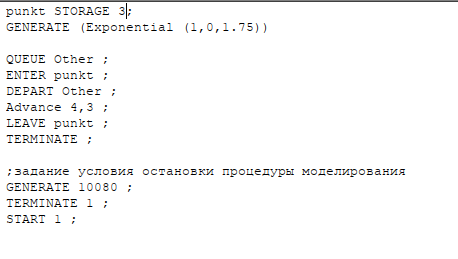 punkt STORAGE 3;
GENERATE (Exponential (1,0,1.75))
QUEUE Other ;
ENTER punkt ;
DEPART Other ;
Advance 4,3 ;
LEAVE punkt ;
TERMINATE ;
;задание условия остановки процедуры моделирования
GENERATE 10080 ;
TERMINATE 1 ;
START 1 ;